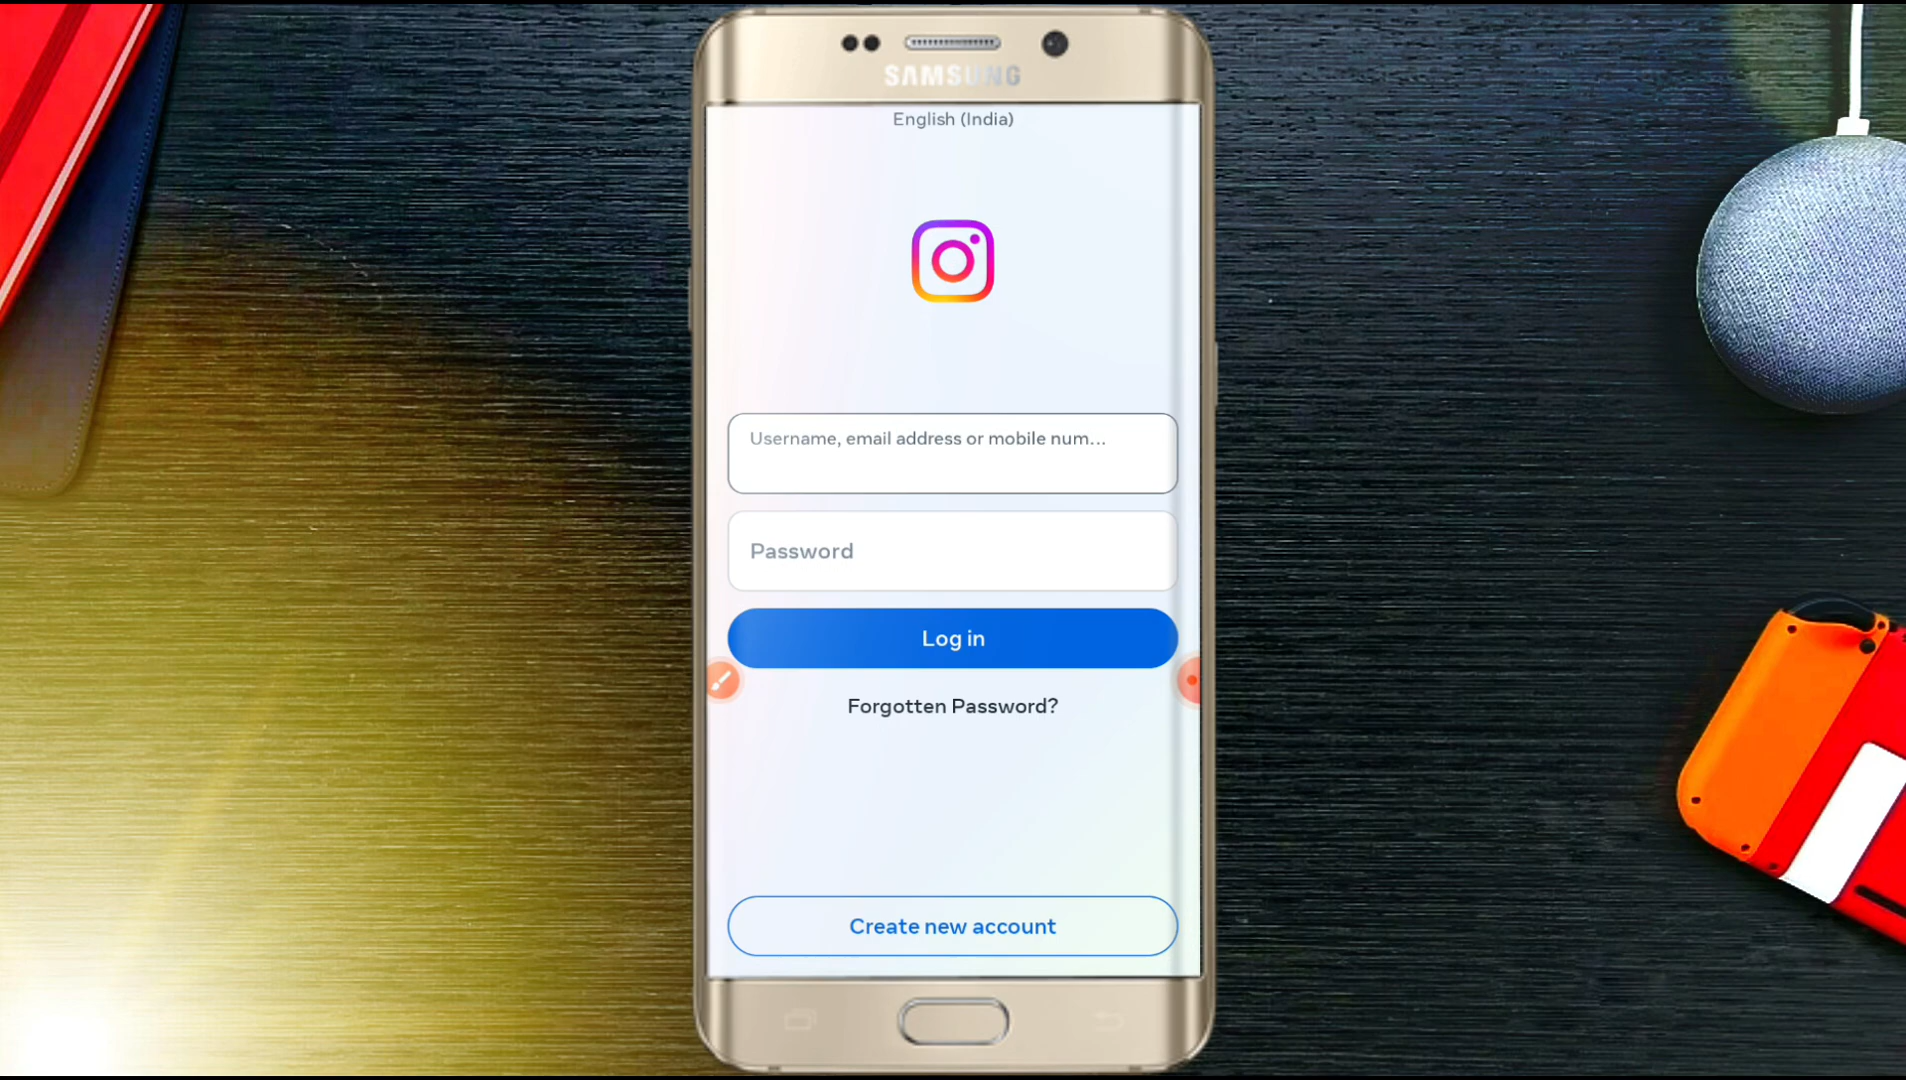 SAMSUNG
English (India)
Username, email address or mobile num...
Password
Log in
Forgotten Password?
Create new account